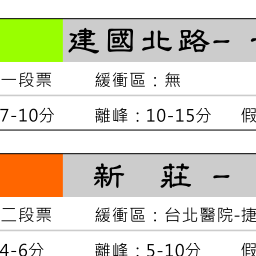 建國北路-
一段票 緩衝區：無
7-10分 離峰：10-15分 假
新 莊 -
二段票 緩衝區：台北醫院-捷
4-6分 離峰：5-10分 假